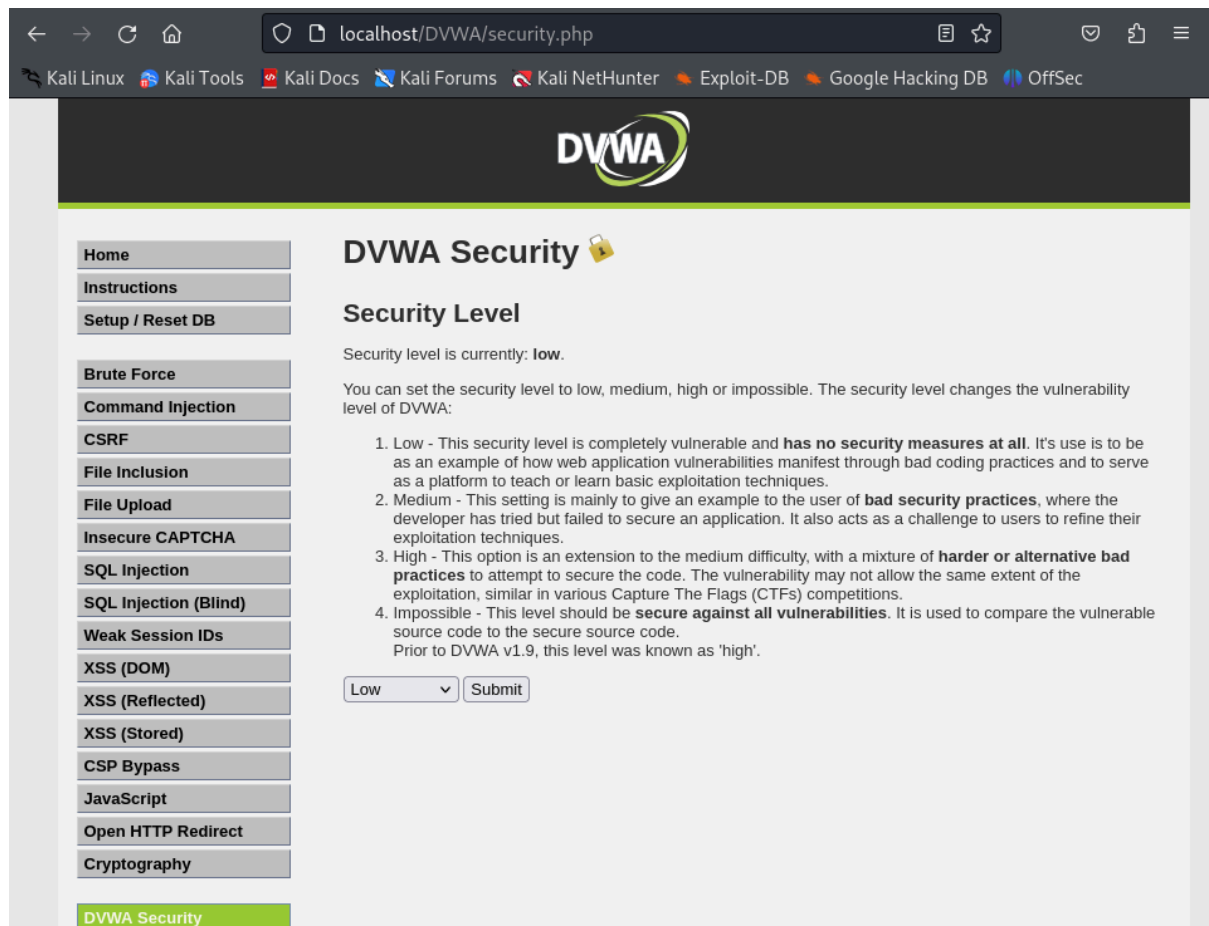 localhost/DVWA/security.php
Kali Linux Kali Tools Kali Docs Kali Forums Kali NetHunter Exploit-DB Google Hacking DB OffSec
DVWA
Home
Instructions
Setup / Reset DB
Brute Force
Command Injection
CSRF
File Inclusion
File Upload
Insecure CAPTCHA
SQL Injection
SQL Injection (Blind)
Weak Session IDs
XSS (DOM)
XSS (Reflected)
XSS (Stored)
CSP Bypass
JavaScript
Open HTTP Redirect
Cryptography
DVWA Security
DVWA Security
Security Level
Security level is currently: low.
You can set the security level to low, medium, high or impossible. The security level changes the vulnerability
level of DVWA:
1. Low - This security level is completely vulnerable and has no security measures at all. It's use is to be
as an example of how web application vulnerabilities manifest through bad coding practices and to serve
as a platform to teach or learn basic exploitation techniques.
2. Medium - This setting is mainly to give an example to the user of bad security practices, where the
developer has tried but failed to secure an application. It also acts as a challenge to users to refine their
exploitation techniques.
3. High - This option is an extension to the medium difficulty, with a mixture of harder or alternative bad
practices to attempt to secure the code. The vulnerability may not allow the same extent of the
exploitation, similar in various Capture The Flags (CTFs) competitions.
4. Impossible - This level should be secure against all vulnerabilities. It is used to compare the vulnerable
source code to the secure source code.
Prior to DVWA v1.9, this level was known as 'high'.
Low Submit